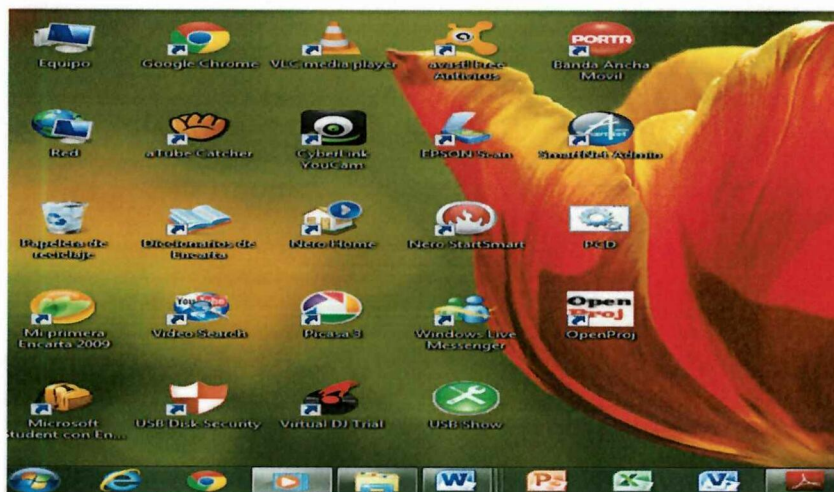 Equipo
Google Chrome
VLC media player
avast! Free
Antivirus
PORTA
Banda Ancha
Movil
Red
aTube Catcher
CyberLink
YouCam
EPSON Scan
SmartNet Admin
Papelera de
reciclaje
Diccionarios de
Encarta
Nero Home
Nero StartSmart
PCD
Mi primera
Encarta 2009
YouTube
Video Search
Picasa 3
Windows Live
Messenger
Open
Proj
OpenProj
Microsoft
Student con En...
USB Disk Security
Virtual DJ Trial
USB Show